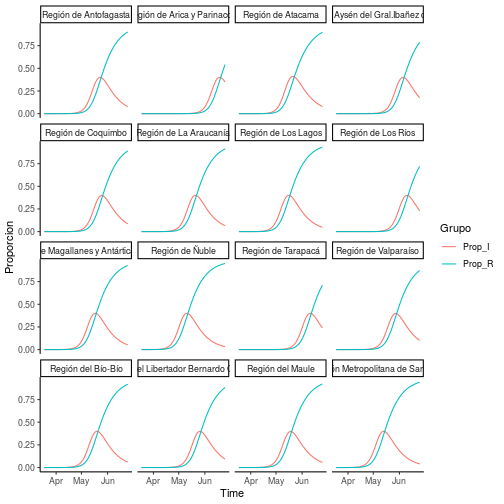 Región de Antofagasta
gión de Arica y Parinaco
Región de Atacama
Aysén del Gral.Ibañez d
0.75
0.50
0.25
0.00
Región de Coquimbo
Región de La Araucanía
Región de Los Lagos
Región de Los Ríos
0.75
0.50
0.25
0.00
e Magallanes y Antártic
Región de Ñuble
Región de Tarapacá
Región de Valparaíso
0.75
0.50
0.25
0.00
Región del Bío-Bío
el Libertador Bernardo O
Región del Maule
n Metropolitana de San
0.75
0.50
0.25
0.00
Apr May Jun
Apr May Jun
Apr May Jun
Apr May Jun
Time
Proporcion
Grupo
Prop_I
Prop_R